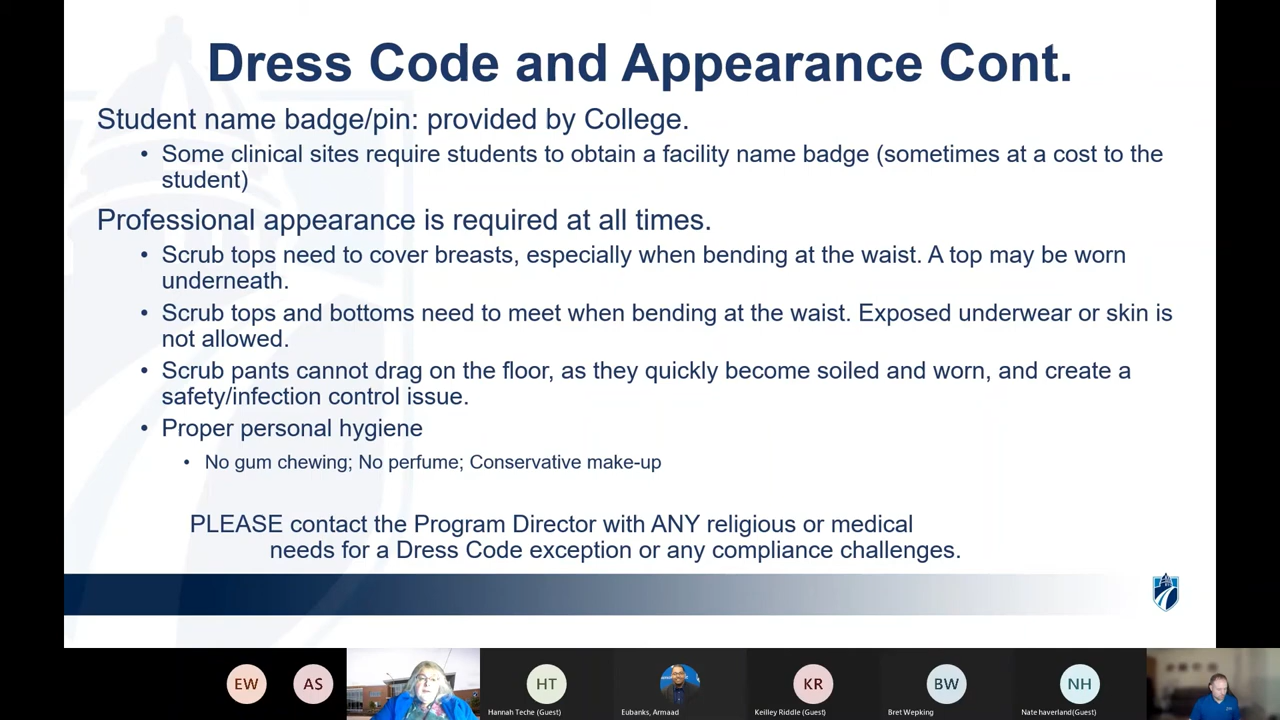 Dress Code and Appearance Cont.
Student name badge/pin: provided by College.
• Some clinical sites require students to obtain a facility name badge (sometimes at a cost to the
student)
Professional appearance is required at all times.
• Scrub tops need to cover breasts, especially when bending at the waist. A top may be worn
underneath.
• Scrub tops and bottoms need to meet when bending at the waist. Exposed underwear or skin is
not allowed.
• Scrub pants cannot drag on the floor, as they quickly become soiled and worn, and create a
safety/infection control issue.
• Proper personal hygiene
• No gum chewing; No perfume; Conservative make-up
PLEASE contact the Program Director with ANY religious or medical
needs for a Dress Code exception or any compliance challenges.
EW
AS
HT
KR
BW
NH
Hannah Teche (Guest)
Eubanks, Armaad
Keilley Riddle (Guest)
Bret Wepking
Nate haverland(Guest)